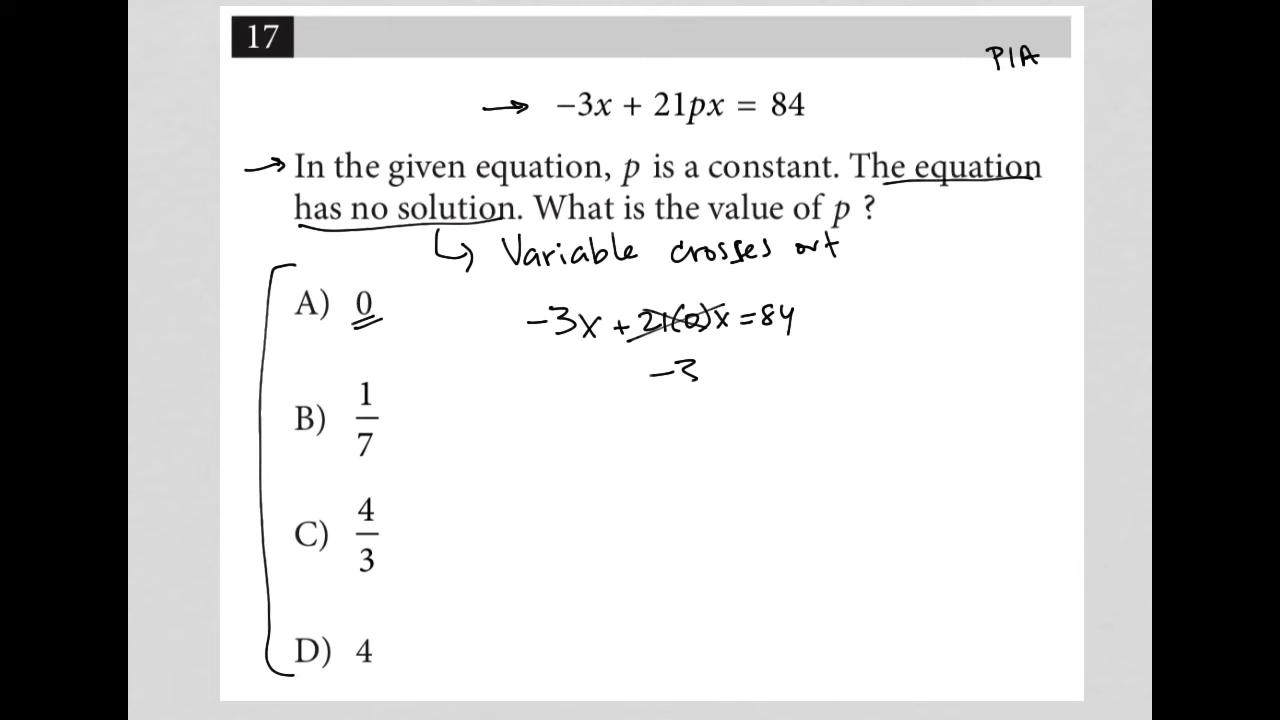 17
PIA
→ −3x + 21px = 84
→ In the given equation, p is a constant. The equation
has no solution. What is the value of p ?
↳ Variable crosses out
A) 0
−3x + 21(0)x = 84
−3
B) 1/7
C) 4/3
D) 4